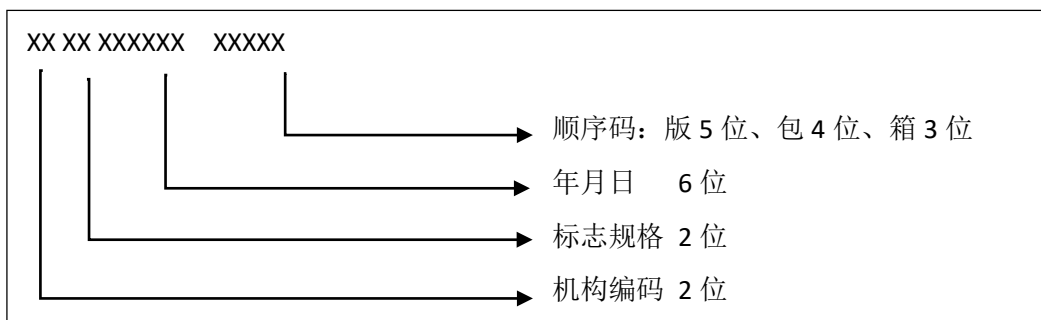 XX XX XXXXXX XXXXX
顺序码：版 5 位、包 4 位、箱 3 位
年月日 6 位
标志规格 2 位
机构编码 2 位